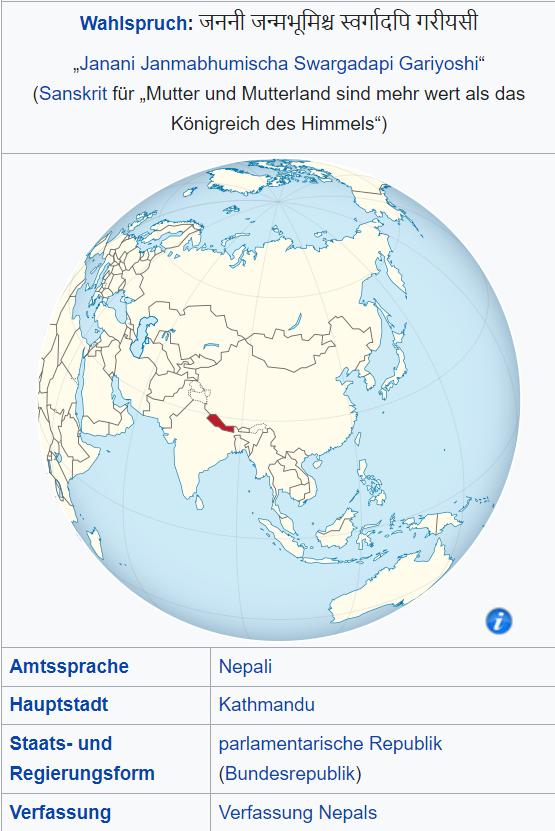 Wahlspruch: जननी जन्मभूमिश्च स्वर्गादपि गरीयसी
„Janani Janmabhumischa Swargadapi Gariyoshi“
(Sanskrit für „Mutter und Mutterland sind mehr wert als das
Königreich des Himmels“)
i
Amtssprache Nepali
Hauptstadt Kathmandu
Staats- und parlamentarische Republik
Regierungsform (Bundesrepublik)
Verfassung Verfassung Nepals